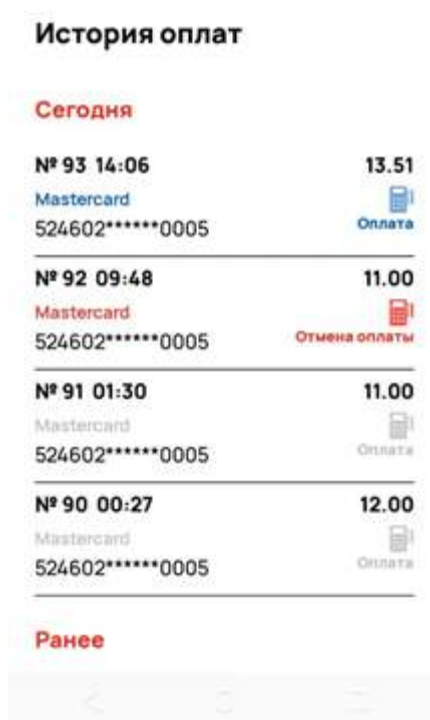 История оплат
Сегодня
№ 93 14:06 13.51
Mastercard
524602******0005 Оплата
№ 92 09:48 11.00
Mastercard
524602******0005 Отмена оплаты
№ 91 01:30 11.00
Mastercard
524602******0005 Оплата
№ 90 00:27 12.00
Mastercard
524602******0005 Оплата
Ранее